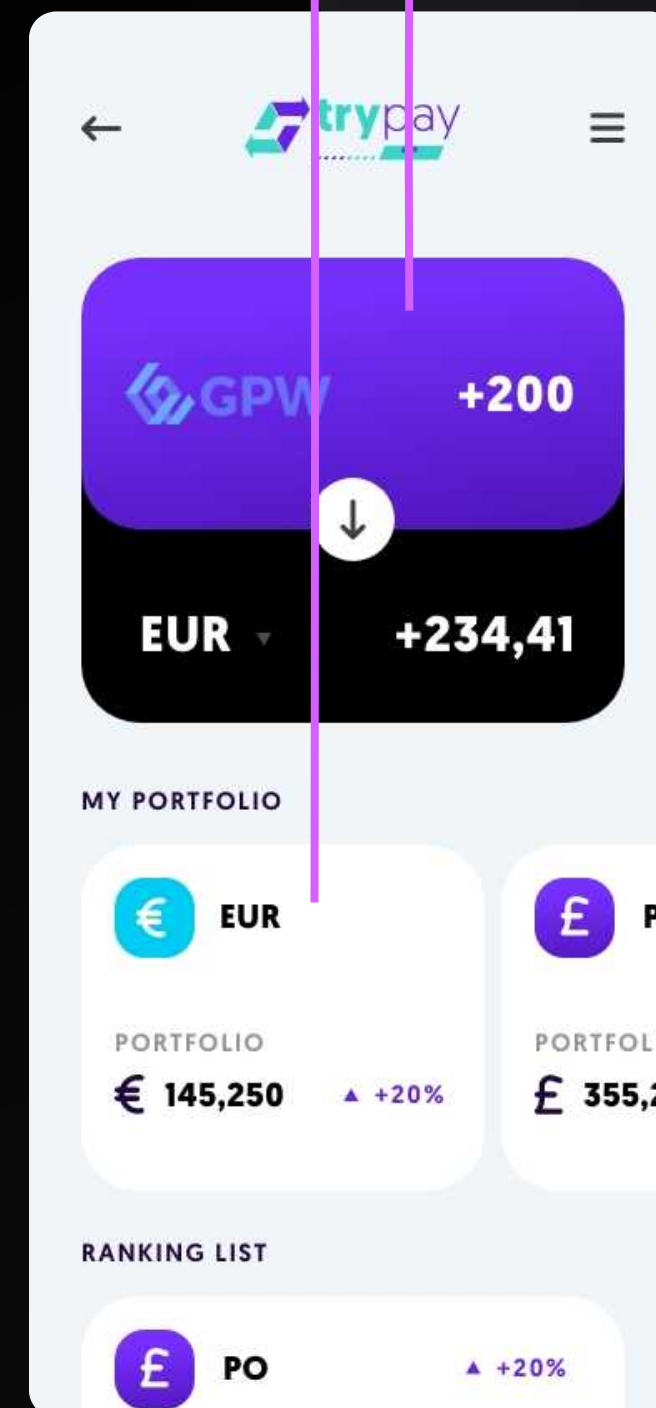 trypay
GPW +200
EUR +234,41
MY PORTFOLIO
€ EUR
£
PORTFOLIO
€ 145,250 ▲ +20%
PORTFOL
£ 355,2
RANKING LIST
£ PO ▲ +20%